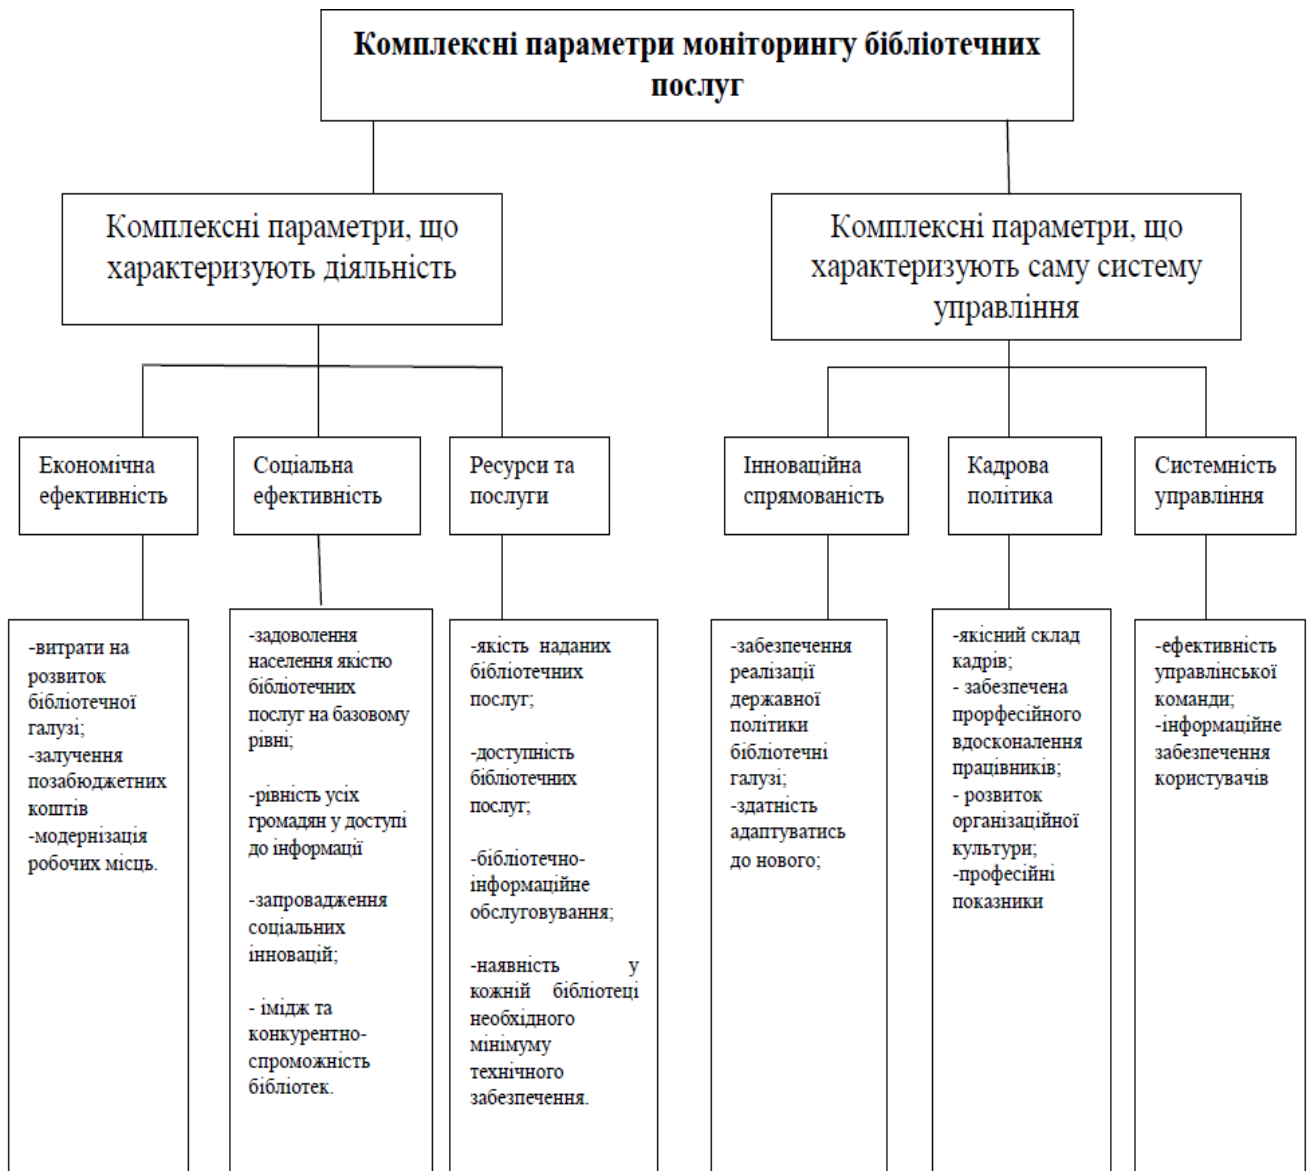 Комплексні параметри моніторингу бібліотечних
послуг
Комплексні параметри, що
характеризують діяльність
Комплексні параметри, що
характеризують саму систему
управління
Економічна
ефективність
Соціальна
ефективність
Ресурси та
послуги
Інноваційна
спрямованість
Кадрова
політика
Системність
управління
-витрати на
розвиток
бібліотечної
галузі;
-залучення
позабюджетних
коштів
-модернізація
робочих місць.
-задоволення
населення якістю
бібліотечних
послуг на базовому
рівні;
-рівність усіх
громадян у доступі
до інформації
-запровадження
соціальних
інновацій;
- імідж та
конкурентно-
спроможність
бібліотек.
-якість наданих
бібліотечних
послуг;
-доступність
бібліотечних
послуг;
-бібліотечно-
інформаційне
обслуговування;
-наявність у
кожній бібліотеці
необхідного
мінімуму
технічного
забезпечення.
-забезпечення
реалізації
державної
політики
бібліотечні
галузі;
-здатність
адаптуватись
до нового;
-якісний склад
кадрів;
- забезпечена
прорфесійного
вдосконалення
працівників;
- розвиток
організаційної
культури;
-професійні
показники
-ефективність
управлінської
команди;
-інформаційне
забезпечення
користувачів